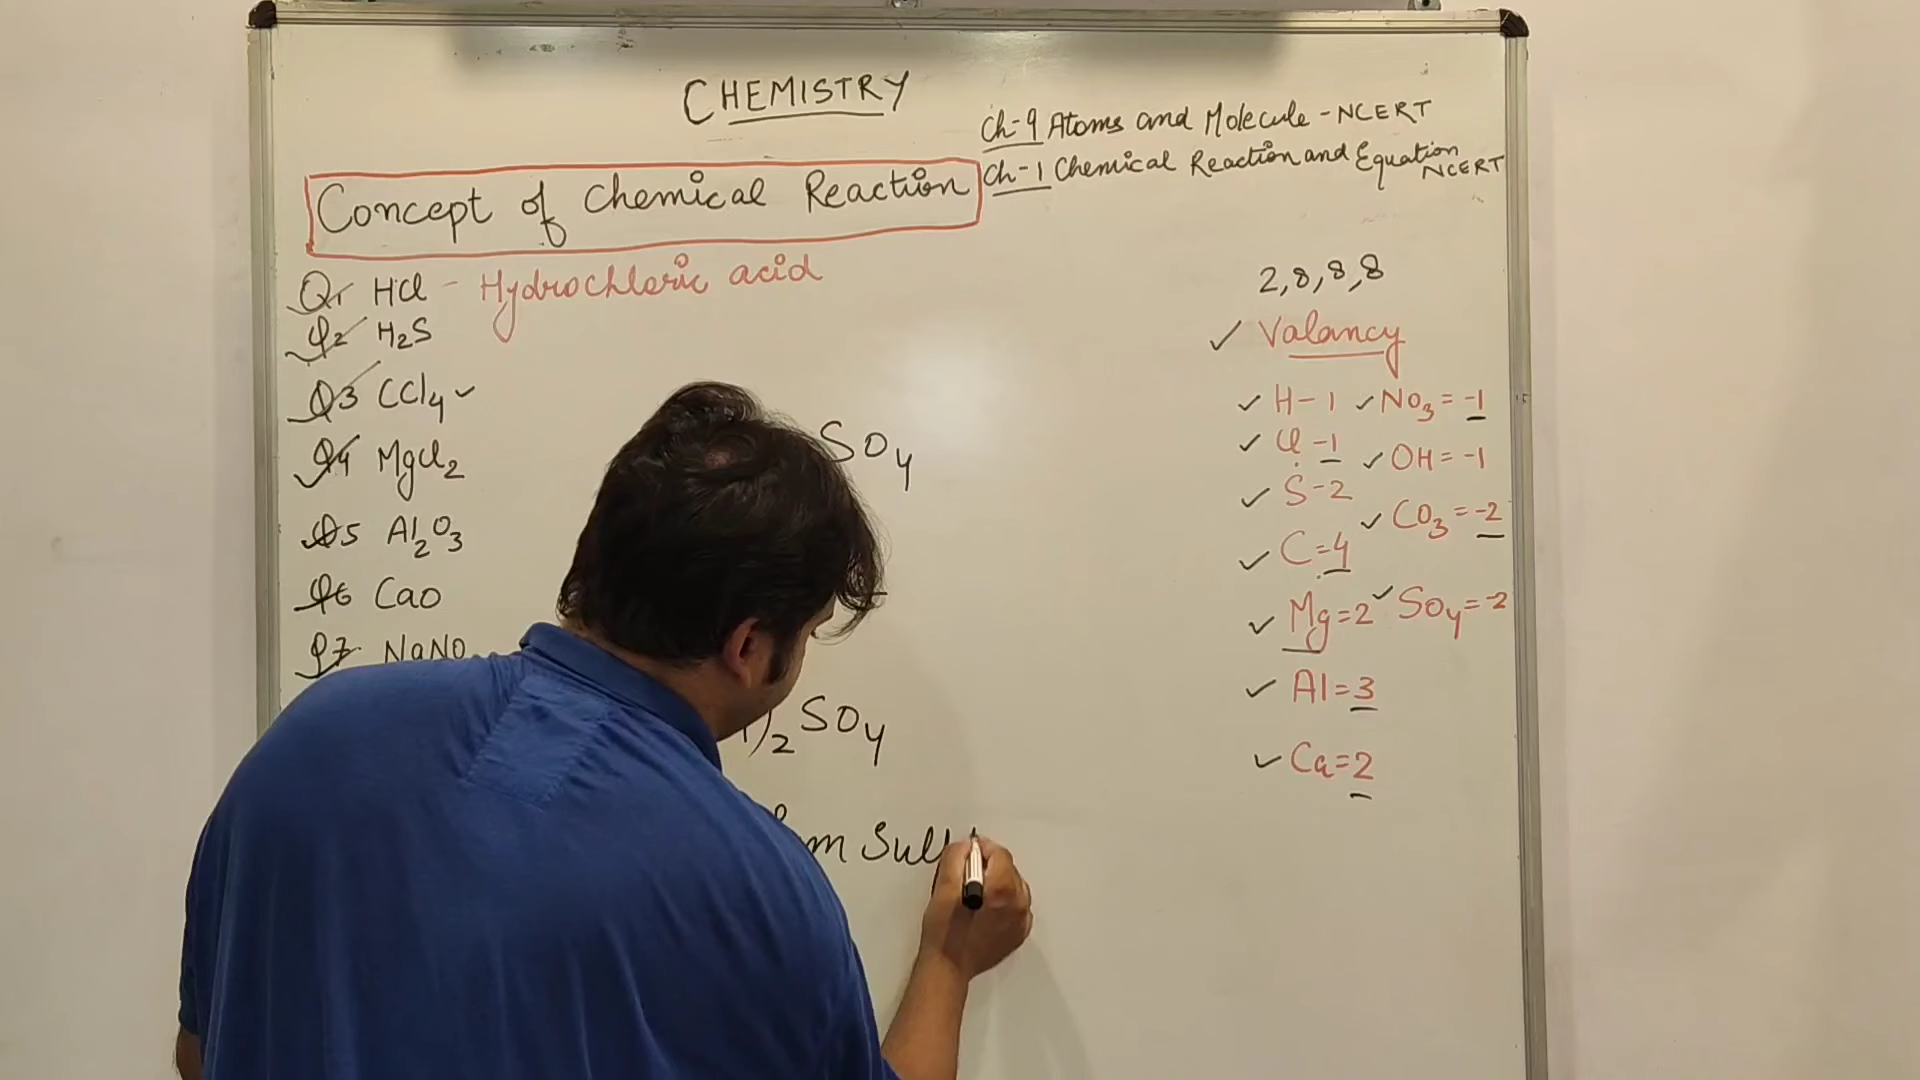 CHEMISTRY
Ch-9 Atoms and Molecule - NCERT
Ch-1 Chemical Reaction and Equation
NCERT
Concept of Chemical Reaction
Q1 HCl - Hydrochloric acid
Q2 H2S
Q3 CCl4 ✓
Q4 MgCl2
Q5 Al2O3
Q6 CaO
Q7 NaNO
SO4
)2 SO4
m Sul
2,8,8,8
✓ Valancy
✓ H-1 ✓ NO3 = -1
✓ Cl-1 ✓ OH = -1
✓ S-2 ✓ CO3 = -2
✓ C=4
✓ Mg=2 ✓ SO4 = -2
✓ Al=3
✓ Ca=2